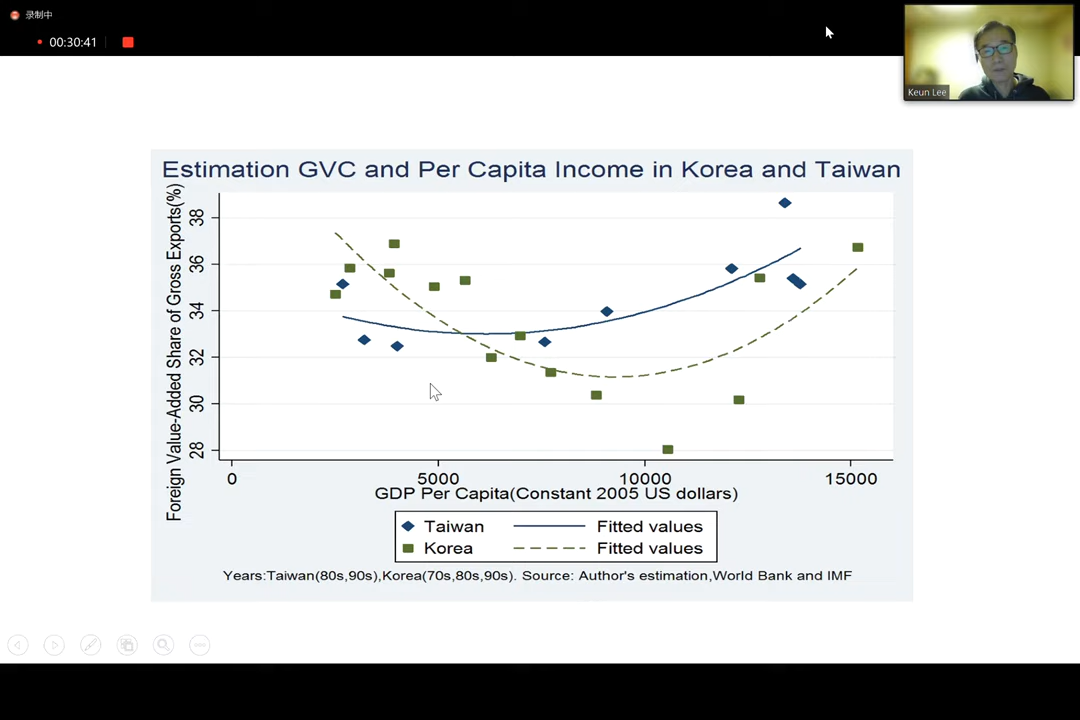 录制中
00:30:41
Keun Lee
Estimation GVC and Per Capita Income in Korea and Taiwan
Foreign Value-Added Share of Gross Exports(%)
38
36
34
32
30
28
0 5000 10000 15000
GDP Per Capita(Constant 2005 US dollars)
Taiwan Fitted values
Korea Fitted values
Years:Taiwan(80s,90s),Korea(70s,80s,90s). Source: Author's estimation,World Bank and IMF